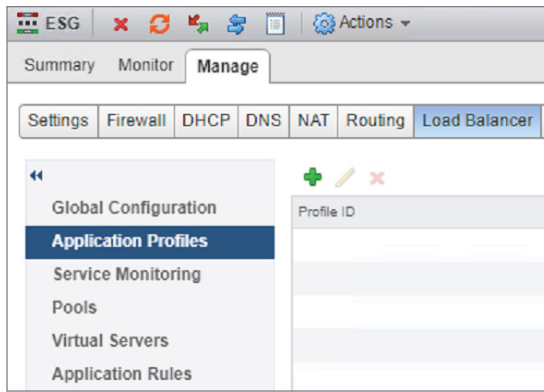 ESG Actions
Summary Monitor Manage
Settings Firewall DHCP DNS NAT Routing Load Balancer
Global Configuration
Profile ID
Application Profiles
Service Monitoring
Pools
Virtual Servers
Application Rules